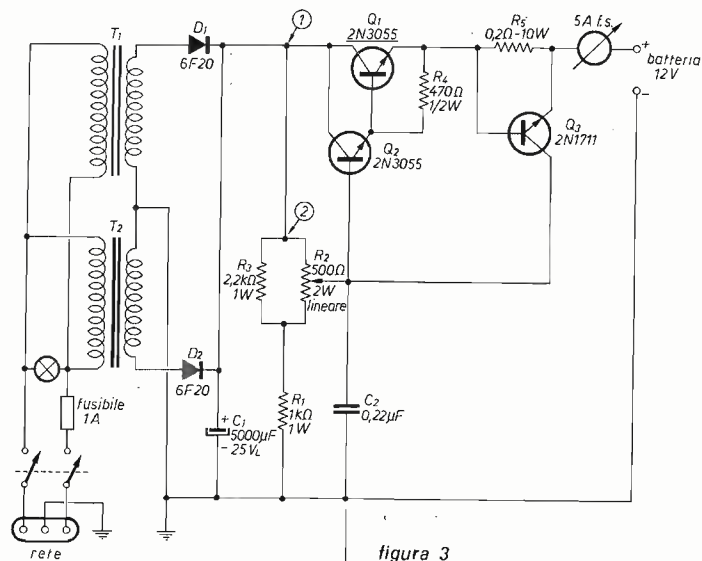 T1
D1
6F20
1
Q1
2N3055
R5
0,2Ω-10W
5A f.s.
+
batteria
12V
-
R4
470Ω
1/2W
Q2
2N3055
Q3
2N1711
T2
2
R3
2,2kΩ
1W
R2
500Ω
2W
lineare
D2
6F20
fusibile
1A
+
C1
5000µF
- 25VL
R1
1kΩ
1W
C2
0,22µF
rete
figura 3